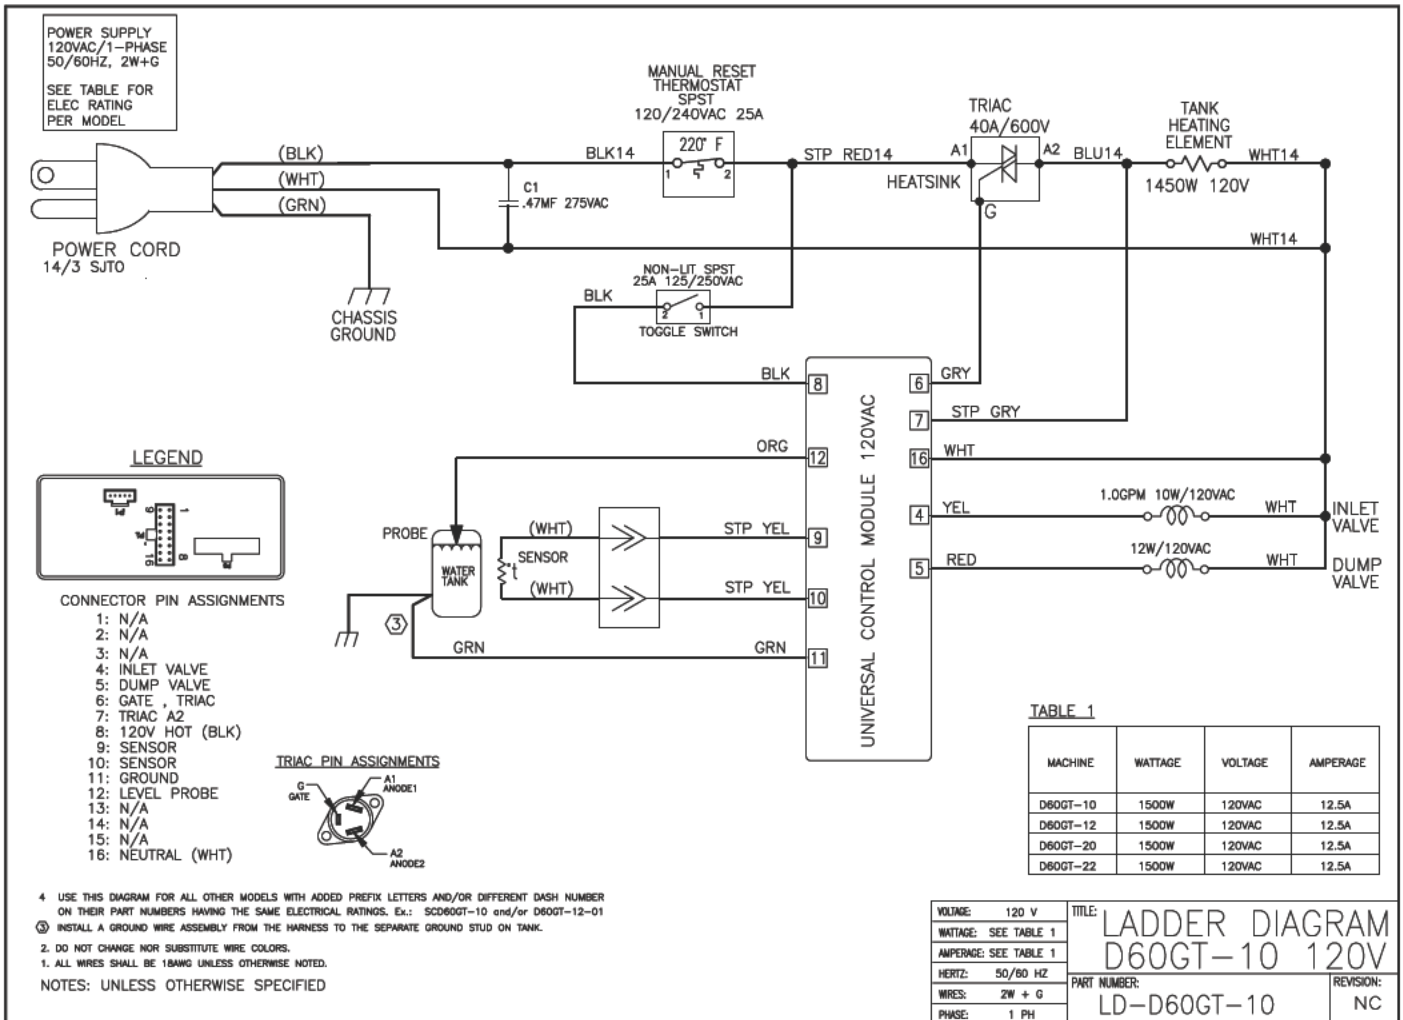 POWER SUPPLY
120VAC/1-PHASE
50/60HZ, 2W+G
SEE TABLE FOR
ELEC RATING
PER MODEL
(BLK)
(WHT)
(GRN)
POWER CORD
14/3 SJTO
CHASSIS
GROUND
C1
.47MF 275VAC
BLK14
MANUAL RESET
THERMOSTAT
SPST
120/240VAC 25A
220° F
1
2
STP RED14
TRIAC
40A/600V
A1
A2
HEATSINK
G
BLU14
TANK
HEATING
ELEMENT
1450W 120V
WHT14
WHT14
NON-LIT SPST
25A 125/250VAC
BLK
2
1
TOGGLE SWITCH
BLK
8
6
GRY
7
STP GRY
ORG
12
16
WHT
UNIVERSAL CONTROL MODULE 120VAC
4
YEL
1.0GPM 10W/120VAC
WHT
INLET
VALVE
5
RED
12W/120VAC
WHT
DUMP
VALVE
PROBE
WATER
TANK
(WHT)
SENSOR
t
(WHT)
STP YEL
9
STP YEL
10
3
GRN
GRN
11
LEGEND
P1
9
1
16
8
CONNECTOR PIN ASSIGNMENTS
1: N/A
2: N/A
3: N/A
4: INLET VALVE
5: DUMP VALVE
6: GATE , TRIAC
7: TRIAC A2
8: 120V HOT (BLK)
9: SENSOR
10: SENSOR
11: GROUND
12: LEVEL PROBE
13: N/A
14: N/A
15: N/A
16: NEUTRAL (WHT)
TRIAC PIN ASSIGNMENTS
G
GATE
A1
ANODE1
A2
ANODE2
TABLE 1
MACHINE WATTAGE VOLTAGE AMPERAGE
D60GT-10 1500W 120VAC 12.5A
D60GT-12 1500W 120VAC 12.5A
D60GT-20 1500W 120VAC 12.5A
D60GT-22 1500W 120VAC 12.5A
4 USE THIS DIAGRAM FOR ALL OTHER MODELS WITH ADDED PREFIX LETTERS AND/OR DIFFERENT DASH NUMBER
ON THEIR PART NUMBERS HAVING THE SAME ELECTRICAL RATINGS. Ex.: SCD60GT-10 and/or D60GT-12-01
3 INSTALL A GROUND WIRE ASSEMBLY FROM THE HARNESS TO THE SEPARATE GROUND STUD ON TANK.
2. DO NOT CHANGE NOR SUBSTITUTE WIRE COLORS.
1. ALL WIRES SHALL BE 18AWG UNLESS OTHERWISE NOTED.
NOTES: UNLESS OTHERWISE SPECIFIED
VOLTAGE: 120 V
WATTAGE: SEE TABLE 1
AMPERAGE: SEE TABLE 1
HERTZ: 50/60 HZ
WIRES: 2W + G
PHASE: 1 PH
TITLE: LADDER DIAGRAM
D60GT-10 120V
PART NUMBER:
LD-D60GT-10
REVISION:
NC